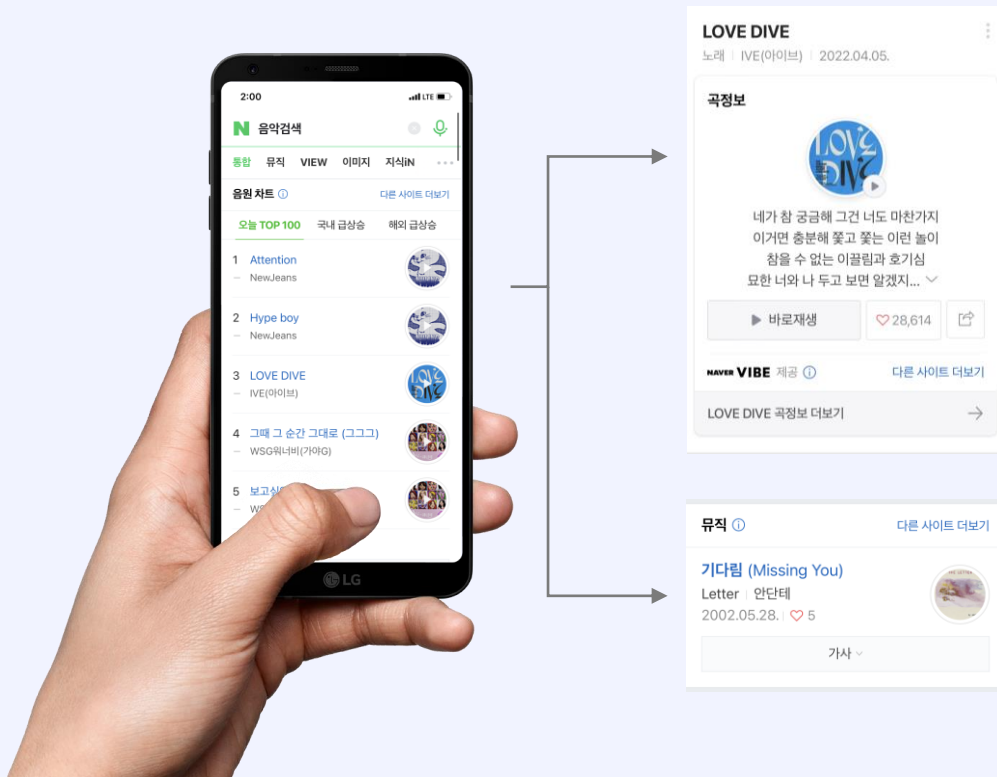 2:00
LTE
N 음악검색
통합 뮤직 VIEW 이미지 지식iN
음원 차트 다른 사이트 더보기
오늘 TOP 100 국내 급상승 해외 급상승
1 Attention
NewJeans
2 Hype boy
NewJeans
3 LOVE DIVE
IVE(아이브)
4 그때 그 순간 그대로 (그그그)
WSG워너비(가야G)
5
LG
LOVE DIVE
노래 IVE(아이브) 2022.04.05.
곡정보
LOVE
DIVE
네가 참 궁금해 그건 너도 마찬가지
이거면 충분해 쫓고 쫓는 이런 놀이
참을 수 없는 이끌림과 호기심
묘한 너와 나 두고 보면 알겠지...
바로재생 28,614
NAVER VIBE 제공 다른 사이트 더보기
LOVE DIVE 곡정보 더보기
뮤직 다른 사이트 더보기
기다림 (Missing You)
Letter 안단테
2002.05.28. 5
가사